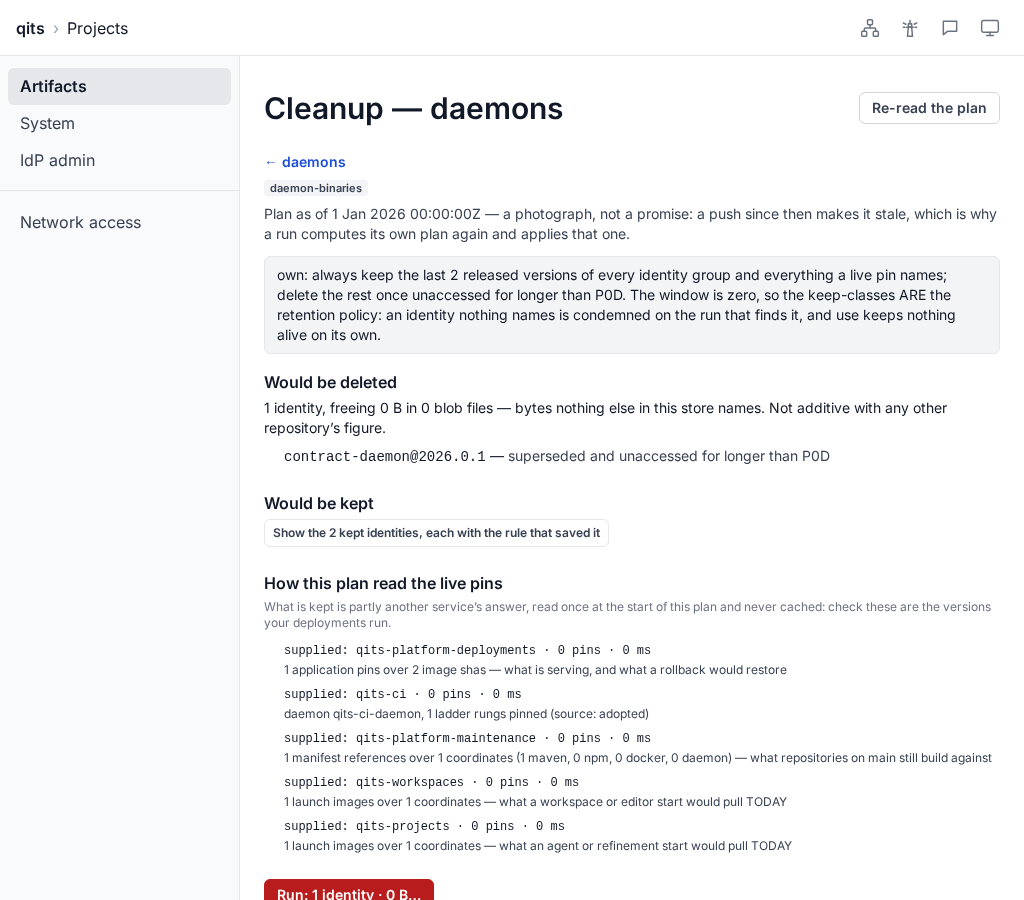 qits › Projects
Artifacts
System
IdP admin
Network access
Cleanup — daemons
Re-read the plan
← daemons
daemon-binaries
Plan as of 1 Jan 2026 00:00:00Z — a photograph, not a promise: a push since then makes it stale, which is why
a run computes its own plan again and applies that one.
own: always keep the last 2 released versions of every identity group and everything a live pin names;
delete the rest once unaccessed for longer than P0D. The window is zero, so the keep-classes ARE the
retention policy: an identity nothing names is condemned on the run that finds it, and use keeps nothing
alive on its own.
Would be deleted
1 identity, freeing 0 B in 0 blob files — bytes nothing else in this store names. Not additive with any other
repository’s figure.
contract-daemon@2026.0.1 — superseded and unaccessed for longer than P0D
Would be kept
Show the 2 kept identities, each with the rule that saved it
How this plan read the live pins
What is kept is partly another service’s answer, read once at the start of this plan and never cached: check these are the versions
your deployments run.
supplied: qits-platform-deployments · 0 pins · 0 ms
1 application pins over 2 image shas — what is serving, and what a rollback would restore
supplied: qits-ci · 0 pins · 0 ms
daemon qits-ci-daemon, 1 ladder rungs pinned (source: adopted)
supplied: qits-platform-maintenance · 0 pins · 0 ms
1 manifest references over 1 coordinates (1 maven, 0 npm, 0 docker, 0 daemon) — what repositories on main still build against
supplied: qits-workspaces · 0 pins · 0 ms
1 launch images over 1 coordinates — what a workspace or editor start would pull TODAY
supplied: qits-projects · 0 pins · 0 ms
1 launch images over 1 coordinates — what an agent or refinement start would pull TODAY
Run: 1 identity · 0 B…